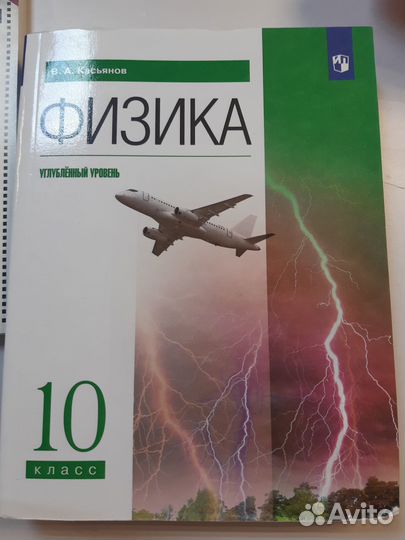 В. А. Касьянов
ФИЗИКА
УГЛУБЛЁННЫЙ УРОВЕНЬ
10
КЛАСС
Avito